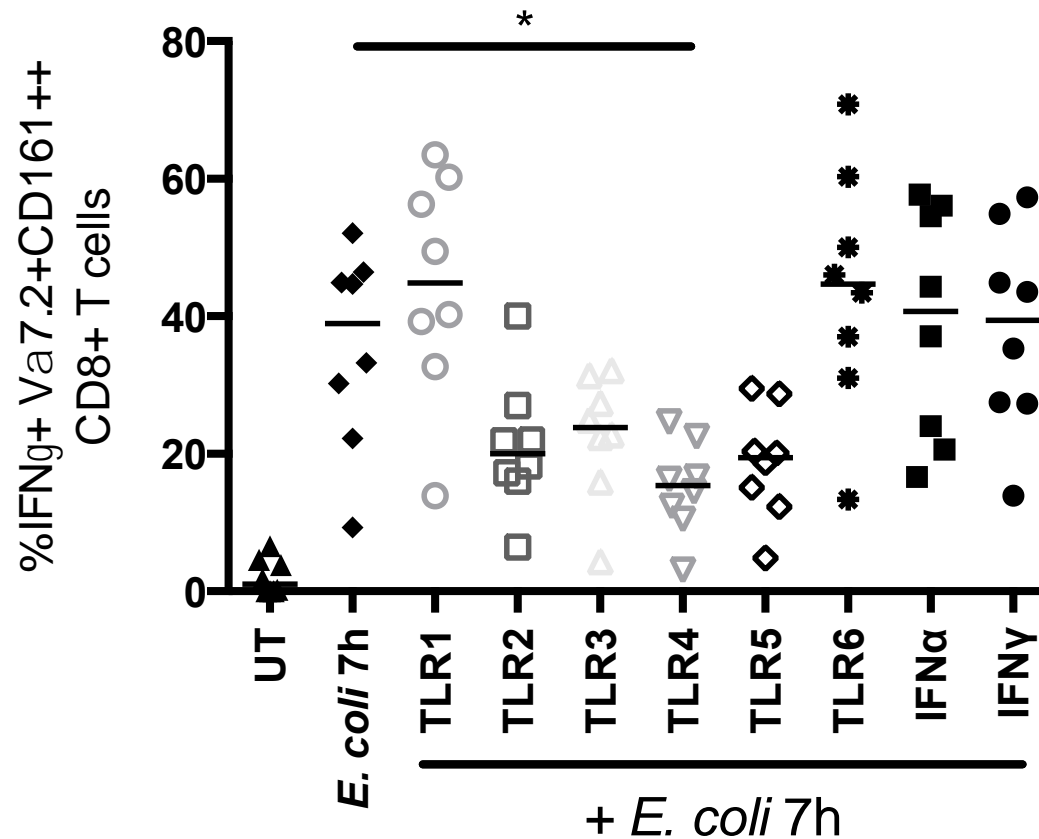 *
80
60
40
20
0
%IFNg+ Va7.2+CD161++
CD8+ T cells
UT
E. coli 7h
TLR1
TLR2
TLR3
TLR4
TLR5
TLR6
IFNα
IFNγ
+ E. coli 7h